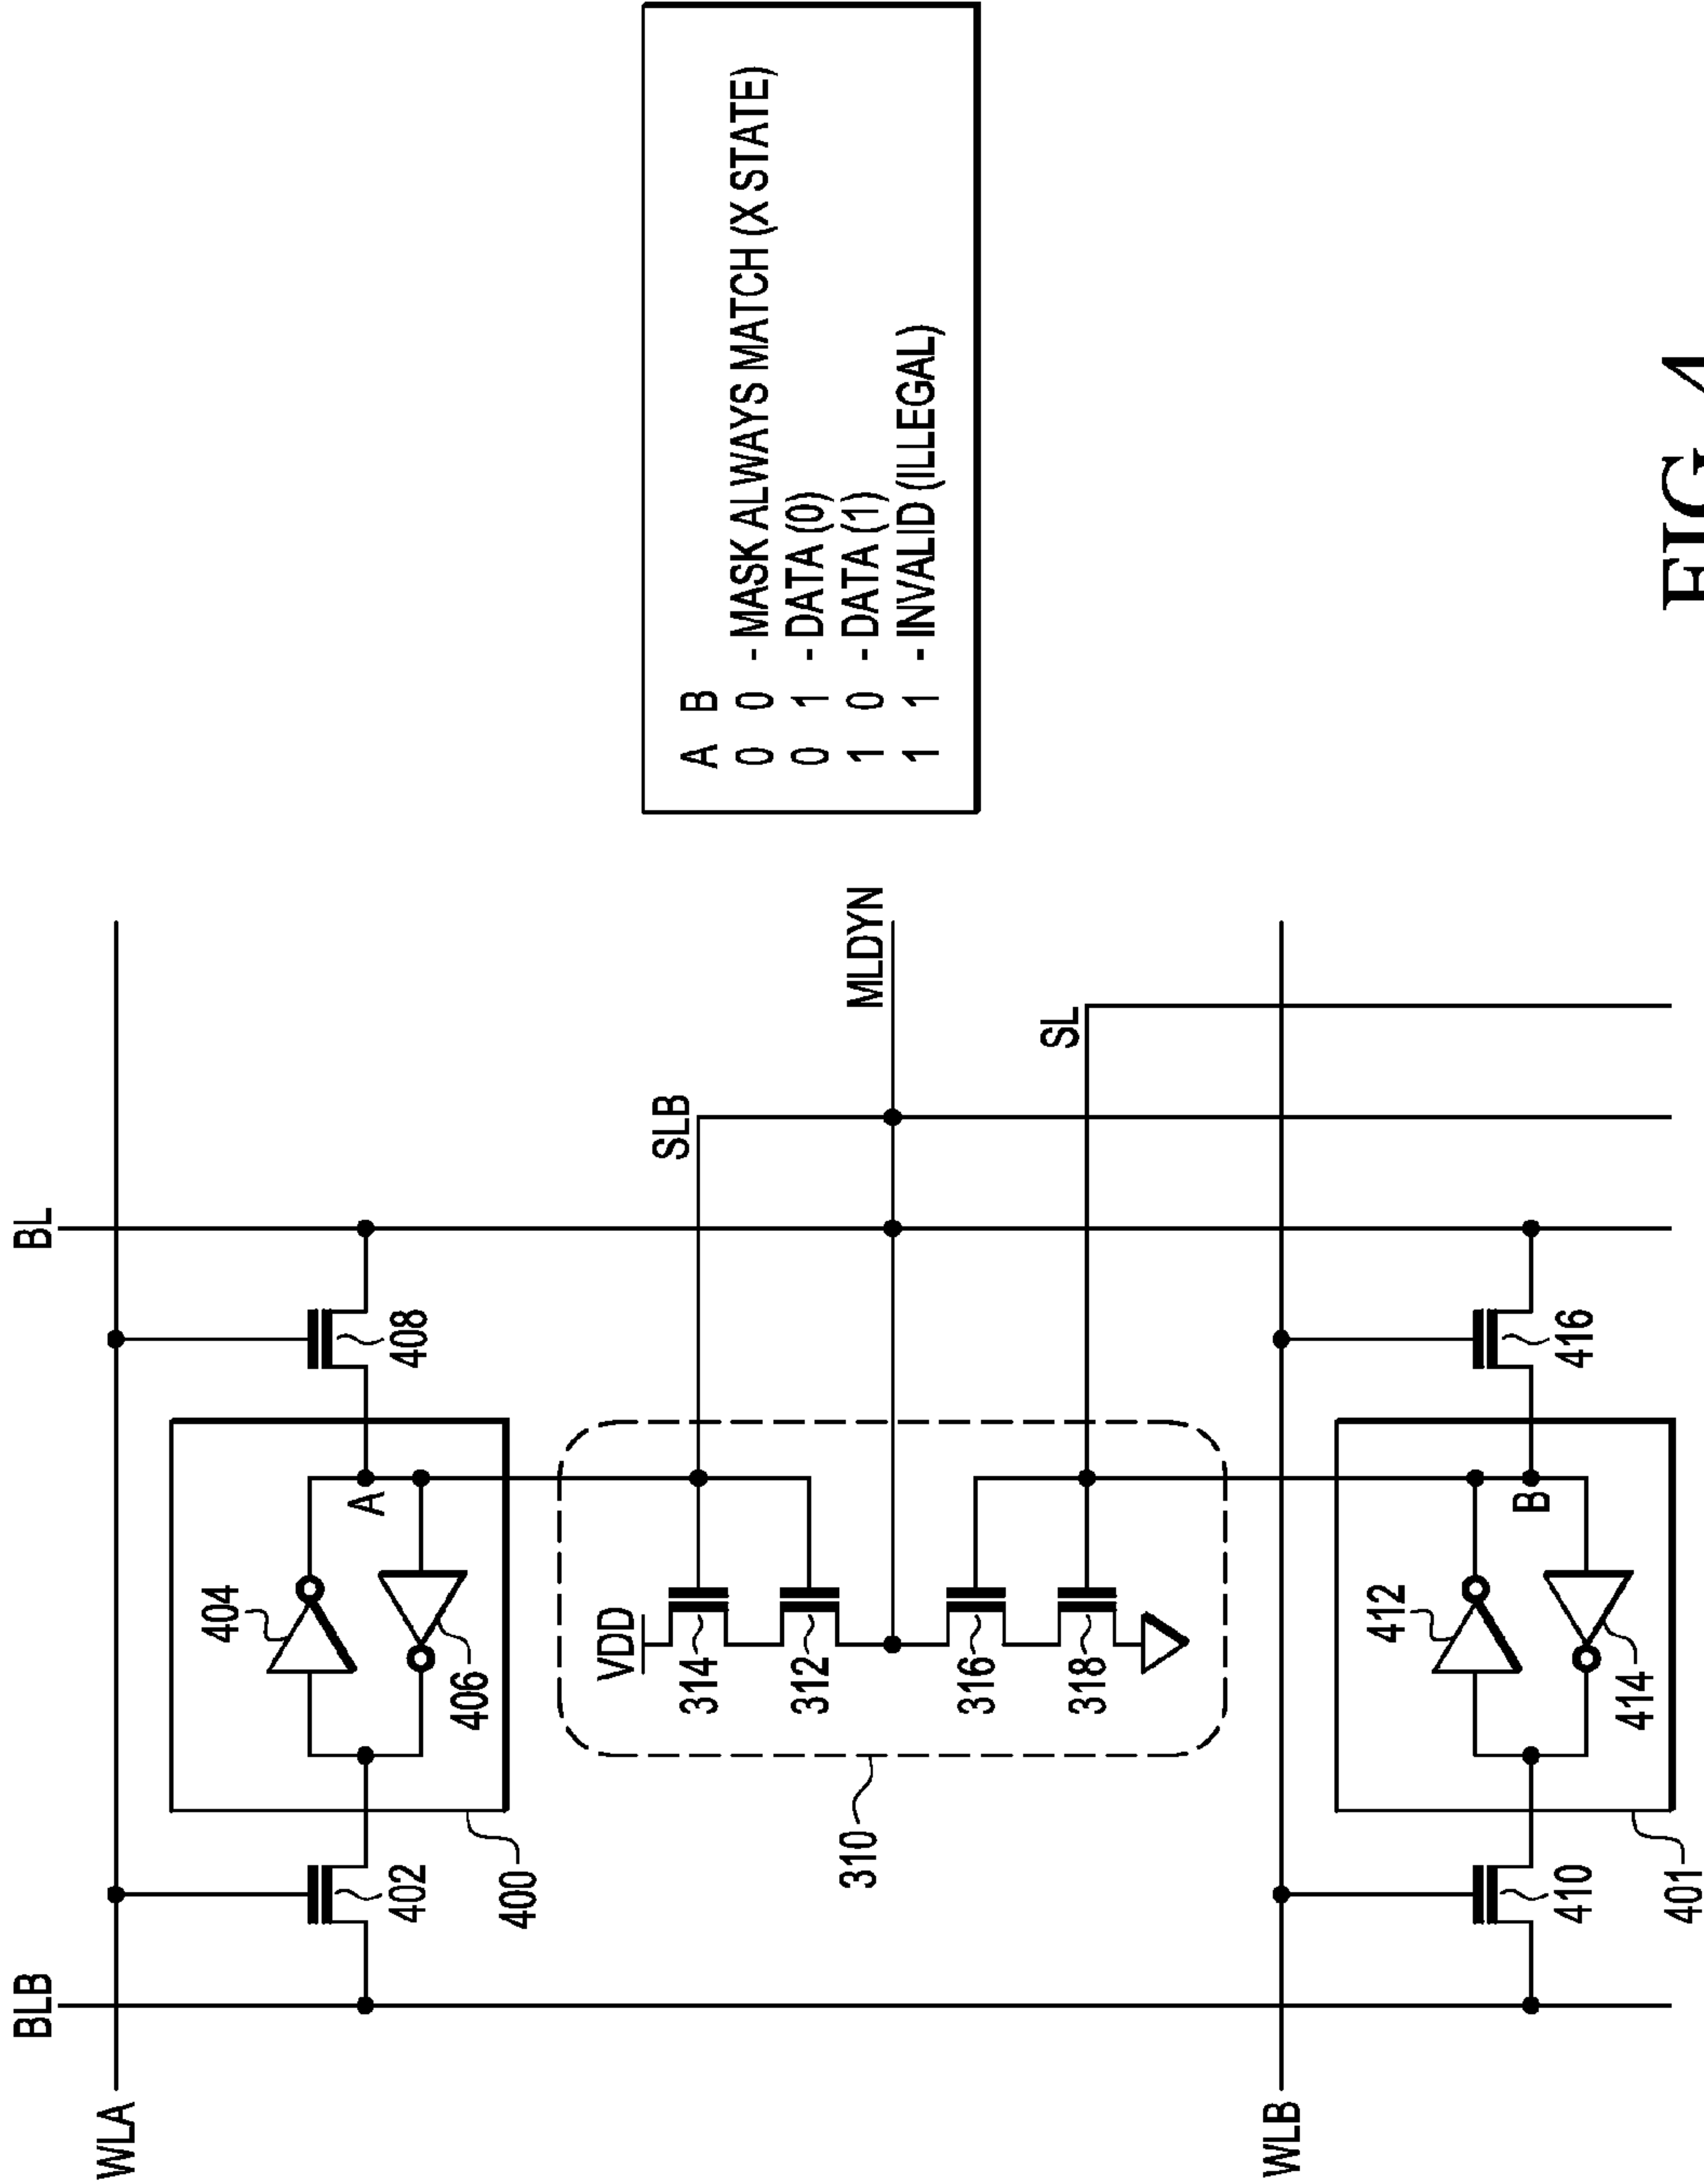 BLB
BL
WLA
404
A
406
402
400
408
VDD
314
312
316
318
310
SLB
MLDYN
SL
WLB
412
B
414
410
401
416
A B
0 0 - MASK ALWAYS MATCH (X STATE)
0 1 - DATA (0)
1 0 - DATA (1)
1 1 - INVALID (ILLEGAL)
FIG. 4